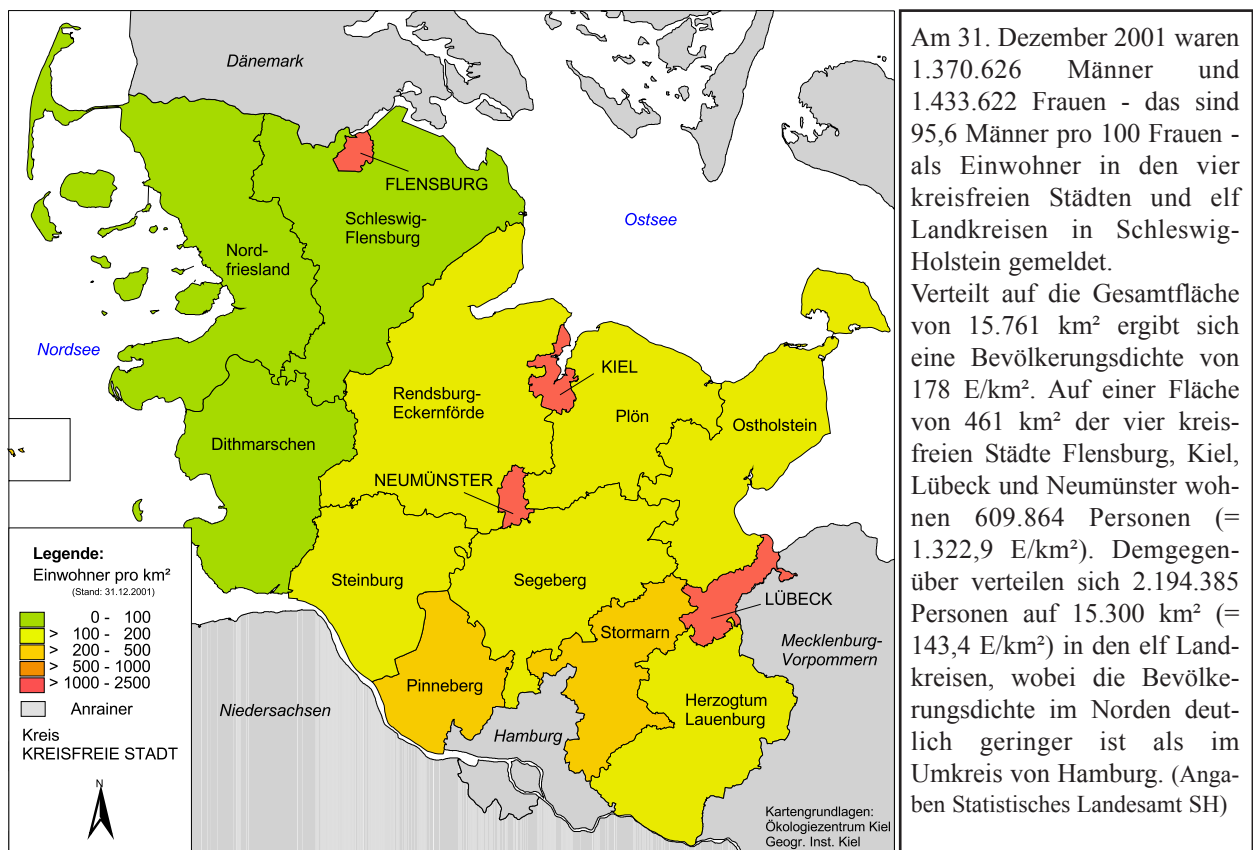 Dänemark
FLENSBURG
Schleswig-
Flensburg
Ostsee
Nord-
friesland
Nordsee
KIEL
Rendsburg-
Eckernförde
Plön
Ostholstein
Dithmarschen
NEUMÜNSTER
Steinburg
Segeberg
LÜBECK
Stormarn
Mecklenburg-
Vorpommern
Pinneberg
Herzogtum
Lauenburg
Niedersachsen
Hamburg
Legende:
Einwohner pro km²
(Stand: 31.12.2001)
0 - 100
> 100 - 200
> 200 - 500
> 500 - 1000
> 1000 - 2500
Anrainer
Kreis
KREISFREIE STADT
N
Kartengrundlagen:
Ökologiezentrum Kiel
Geogr. Inst. Kiel
Am 31. Dezember 2001 waren
1.370.626 Männer und
1.433.622 Frauen - das sind
95,6 Männer pro 100 Frauen -
als Einwohner in den vier
kreisfreien Städten und elf
Landkreisen in Schleswig-
Holstein gemeldet.
Verteilt auf die Gesamtfläche
von 15.761 km² ergibt sich
eine Bevölkerungsdichte von
178 E/km². Auf einer Fläche
von 461 km² der vier kreis-
freien Städte Flensburg, Kiel,
Lübeck und Neumünster woh-
nen 609.864 Personen (=
1.322,9 E/km²). Demgegen-
über verteilen sich 2.194.385
Personen auf 15.300 km² (=
143,4 E/km²) in den elf Land-
kreisen, wobei die Bevölke-
rungsdichte im Norden deut-
lich geringer ist als im
Umkreis von Hamburg. (Anga-
ben Statistisches Landesamt SH)